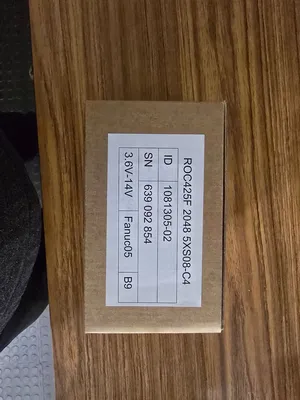 ROC425F 2048 5XS08-C4
ID 1081305-02
SN 639 092 854
3.6V-14V Fanuc05 B9